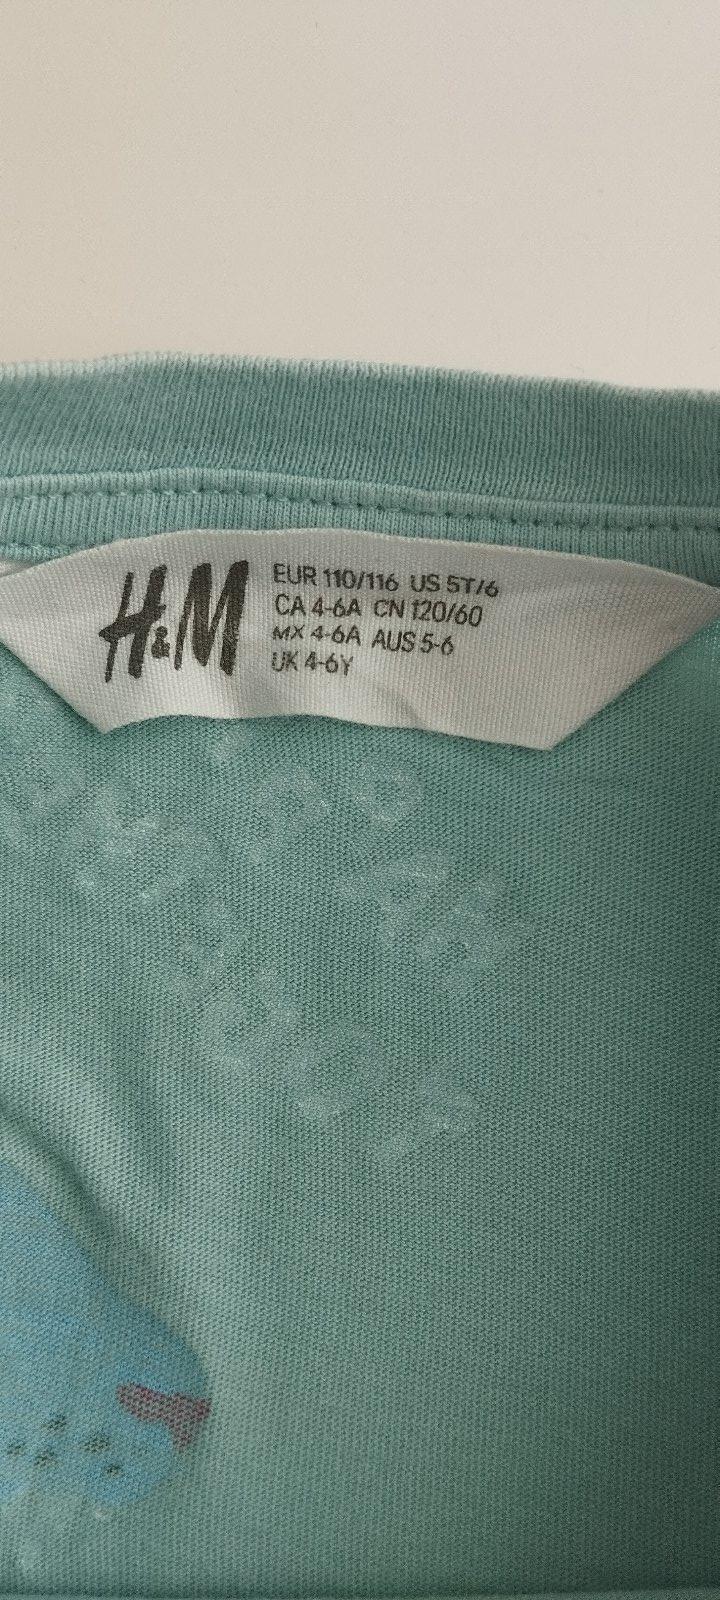 H&M
EUR 110/116 US 5T/6
CA 4-6A CN 120/60
MX 4-6A AUS 5-6
UK 4-6Y